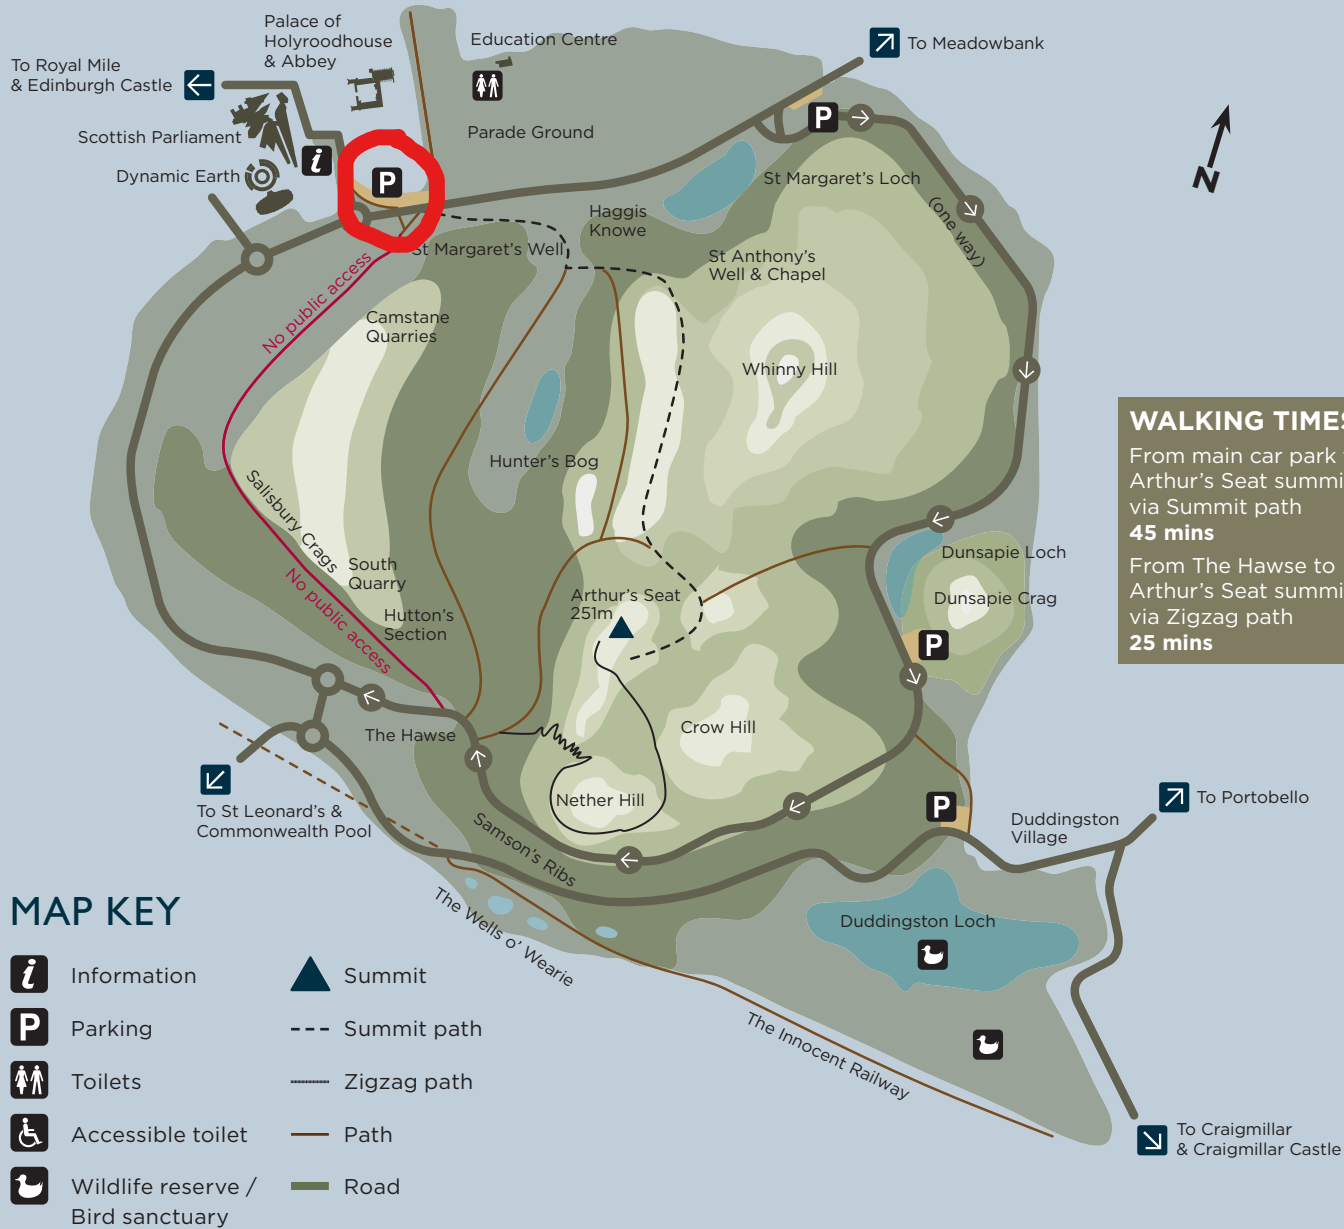 Palace of
Holyroodhouse
& Abbey
Education Centre
To Meadowbank
To Royal Mile
& Edinburgh Castle
P
Scottish Parliament
Parade Ground
i
Dynamic Earth
P
St Margaret's Loch
N
(one way)
Haggis
Knowe
St Margaret's Well
St Anthony's
Well & Chapel
No public access
Camstane
Quarries
Whinny Hill
WALKING TIMES
From main car park
Arthur's Seat summi
via Summit path
45 mins
From The Hawse to
Arthur's Seat summi
via Zigzag path
25 mins
Hunter's Bog
Salisbury Crags
South
Quarry
Dunsapie Loch
Dunsapie Crag
No public access
Hutton's
Section
Arthur's Seat
251m
P
The Hawse
Crow Hill
Nether Hill
To St Leonard's &
Commonwealth Pool
Samson's Ribs
P
Duddingston
Village
To Portobello
The Wells o' Wearie
Duddingston Loch
The Innocent Railway
To Craigmillar
& Craigmillar Castle
MAP KEY
i Information
P Parking
Toilets
Accessible toilet
Wildlife reserve /
Bird sanctuary
Summit
Summit path
Zigzag path
Path
Road